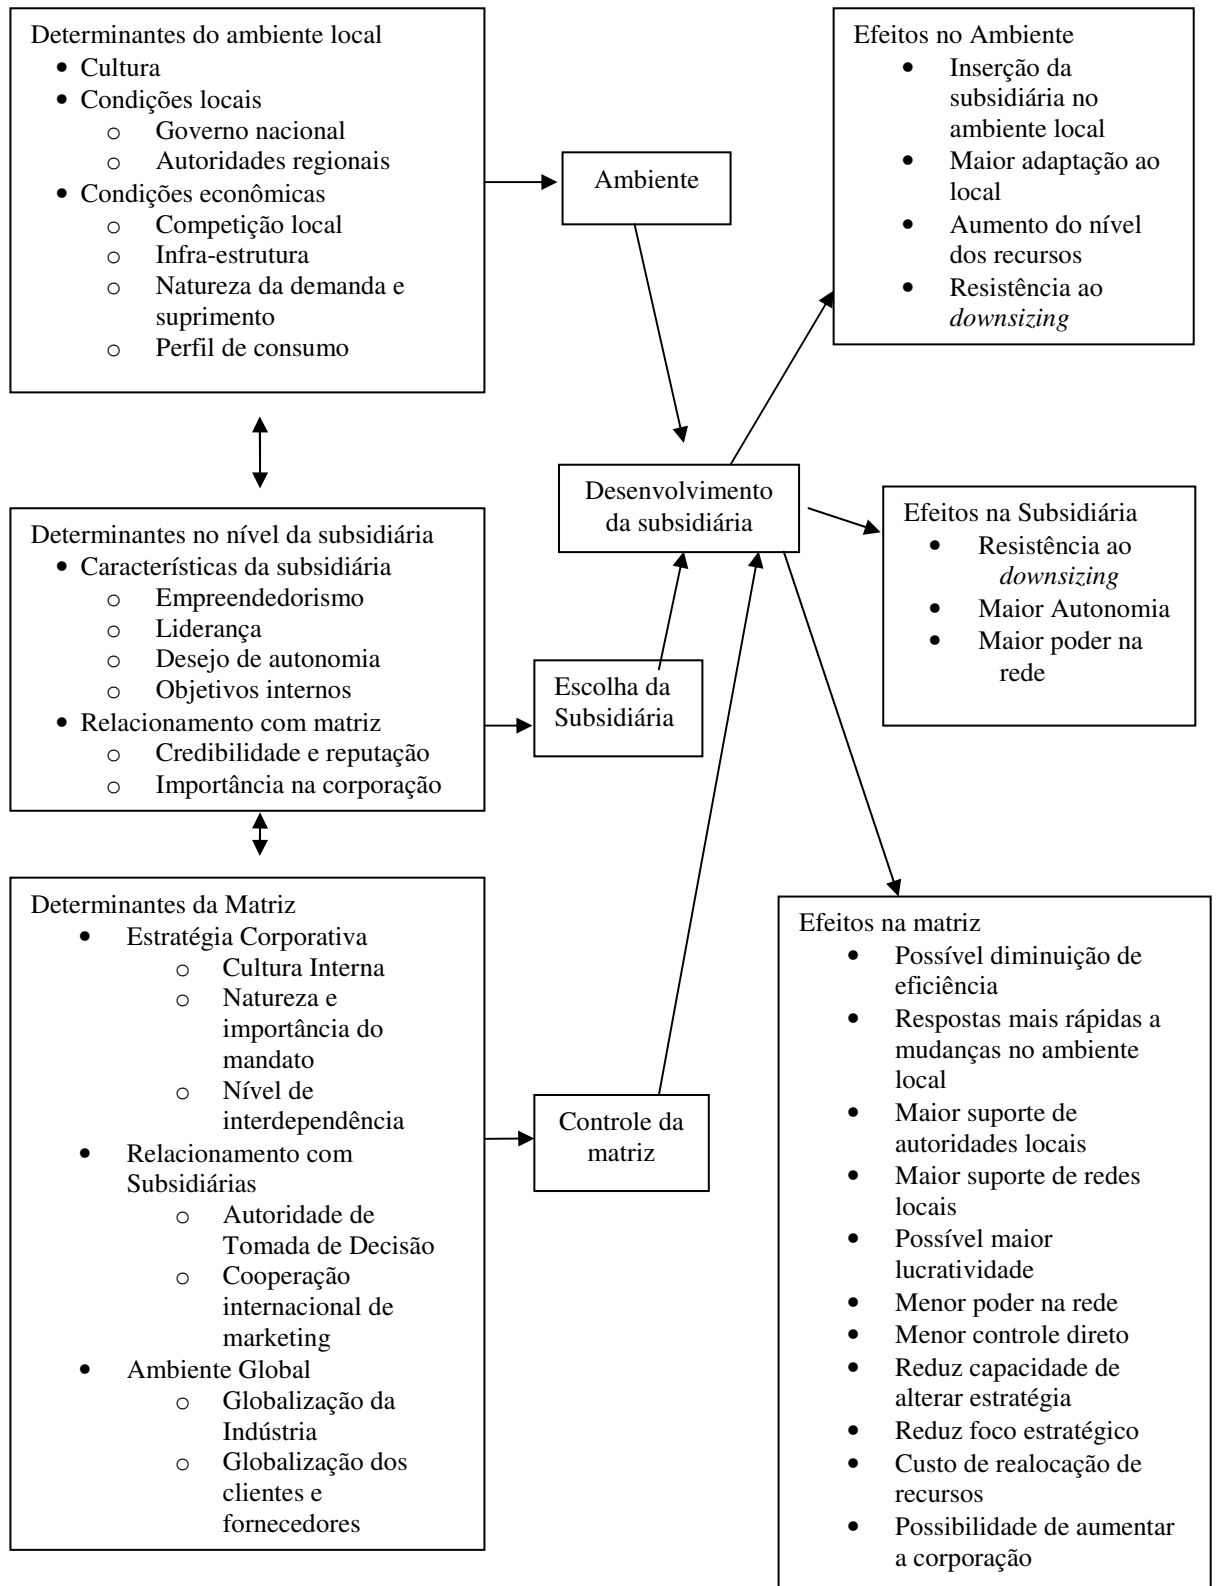 Determinantes do ambiente local
• Cultura
• Condições locais
o Governo nacional
o Autoridades regionais
• Condições econômicas
o Competição local
o Infra-estrutura
o Natureza da demanda e
suprimento
o Perfil de consumo
Ambiente
Efeitos no Ambiente
• Inserção da
subsidiária no
ambiente local
• Maior adaptação ao
local
• Aumento do nível
dos recursos
• Resistência ao
downsizing
Determinantes no nível da subsidiária
• Características da subsidiária
o Empreendedorismo
o Liderança
o Desejo de autonomia
o Objetivos internos
• Relacionamento com matriz
o Credibilidade e reputação
o Importância na corporação
Escolha da
Subsidiária
Desenvolvimento
da subsidiária
Efeitos na Subsidiária
• Resistência ao
downsizing
• Maior Autonomia
• Maior poder na
rede
Determinantes da Matriz
• Estratégia Corporativa
o Cultura Interna
o Natureza e
importância do
mandato
o Nível de
interdependência
• Relacionamento com
Subsidiárias
o Autoridade de
Tomada de Decisão
o Cooperação
internacional de
marketing
• Ambiente Global
o Globalização da
Indústria
o Globalização dos
clientes e
fornecedores
Controle da
matriz
Efeitos na matriz
• Possível diminuição de
eficiência
• Respostas mais rápidas a
mudanças no ambiente
local
• Maior suporte de
autoridades locais
• Maior suporte de redes
locais
• Possível maior
lucratividade
• Menor poder na rede
• Menor controle direto
• Reduz capacidade de
alterar estratégia
• Reduz foco estratégico
• Custo de realocação de
recursos
• Possibilidade de aumentar
a corporação